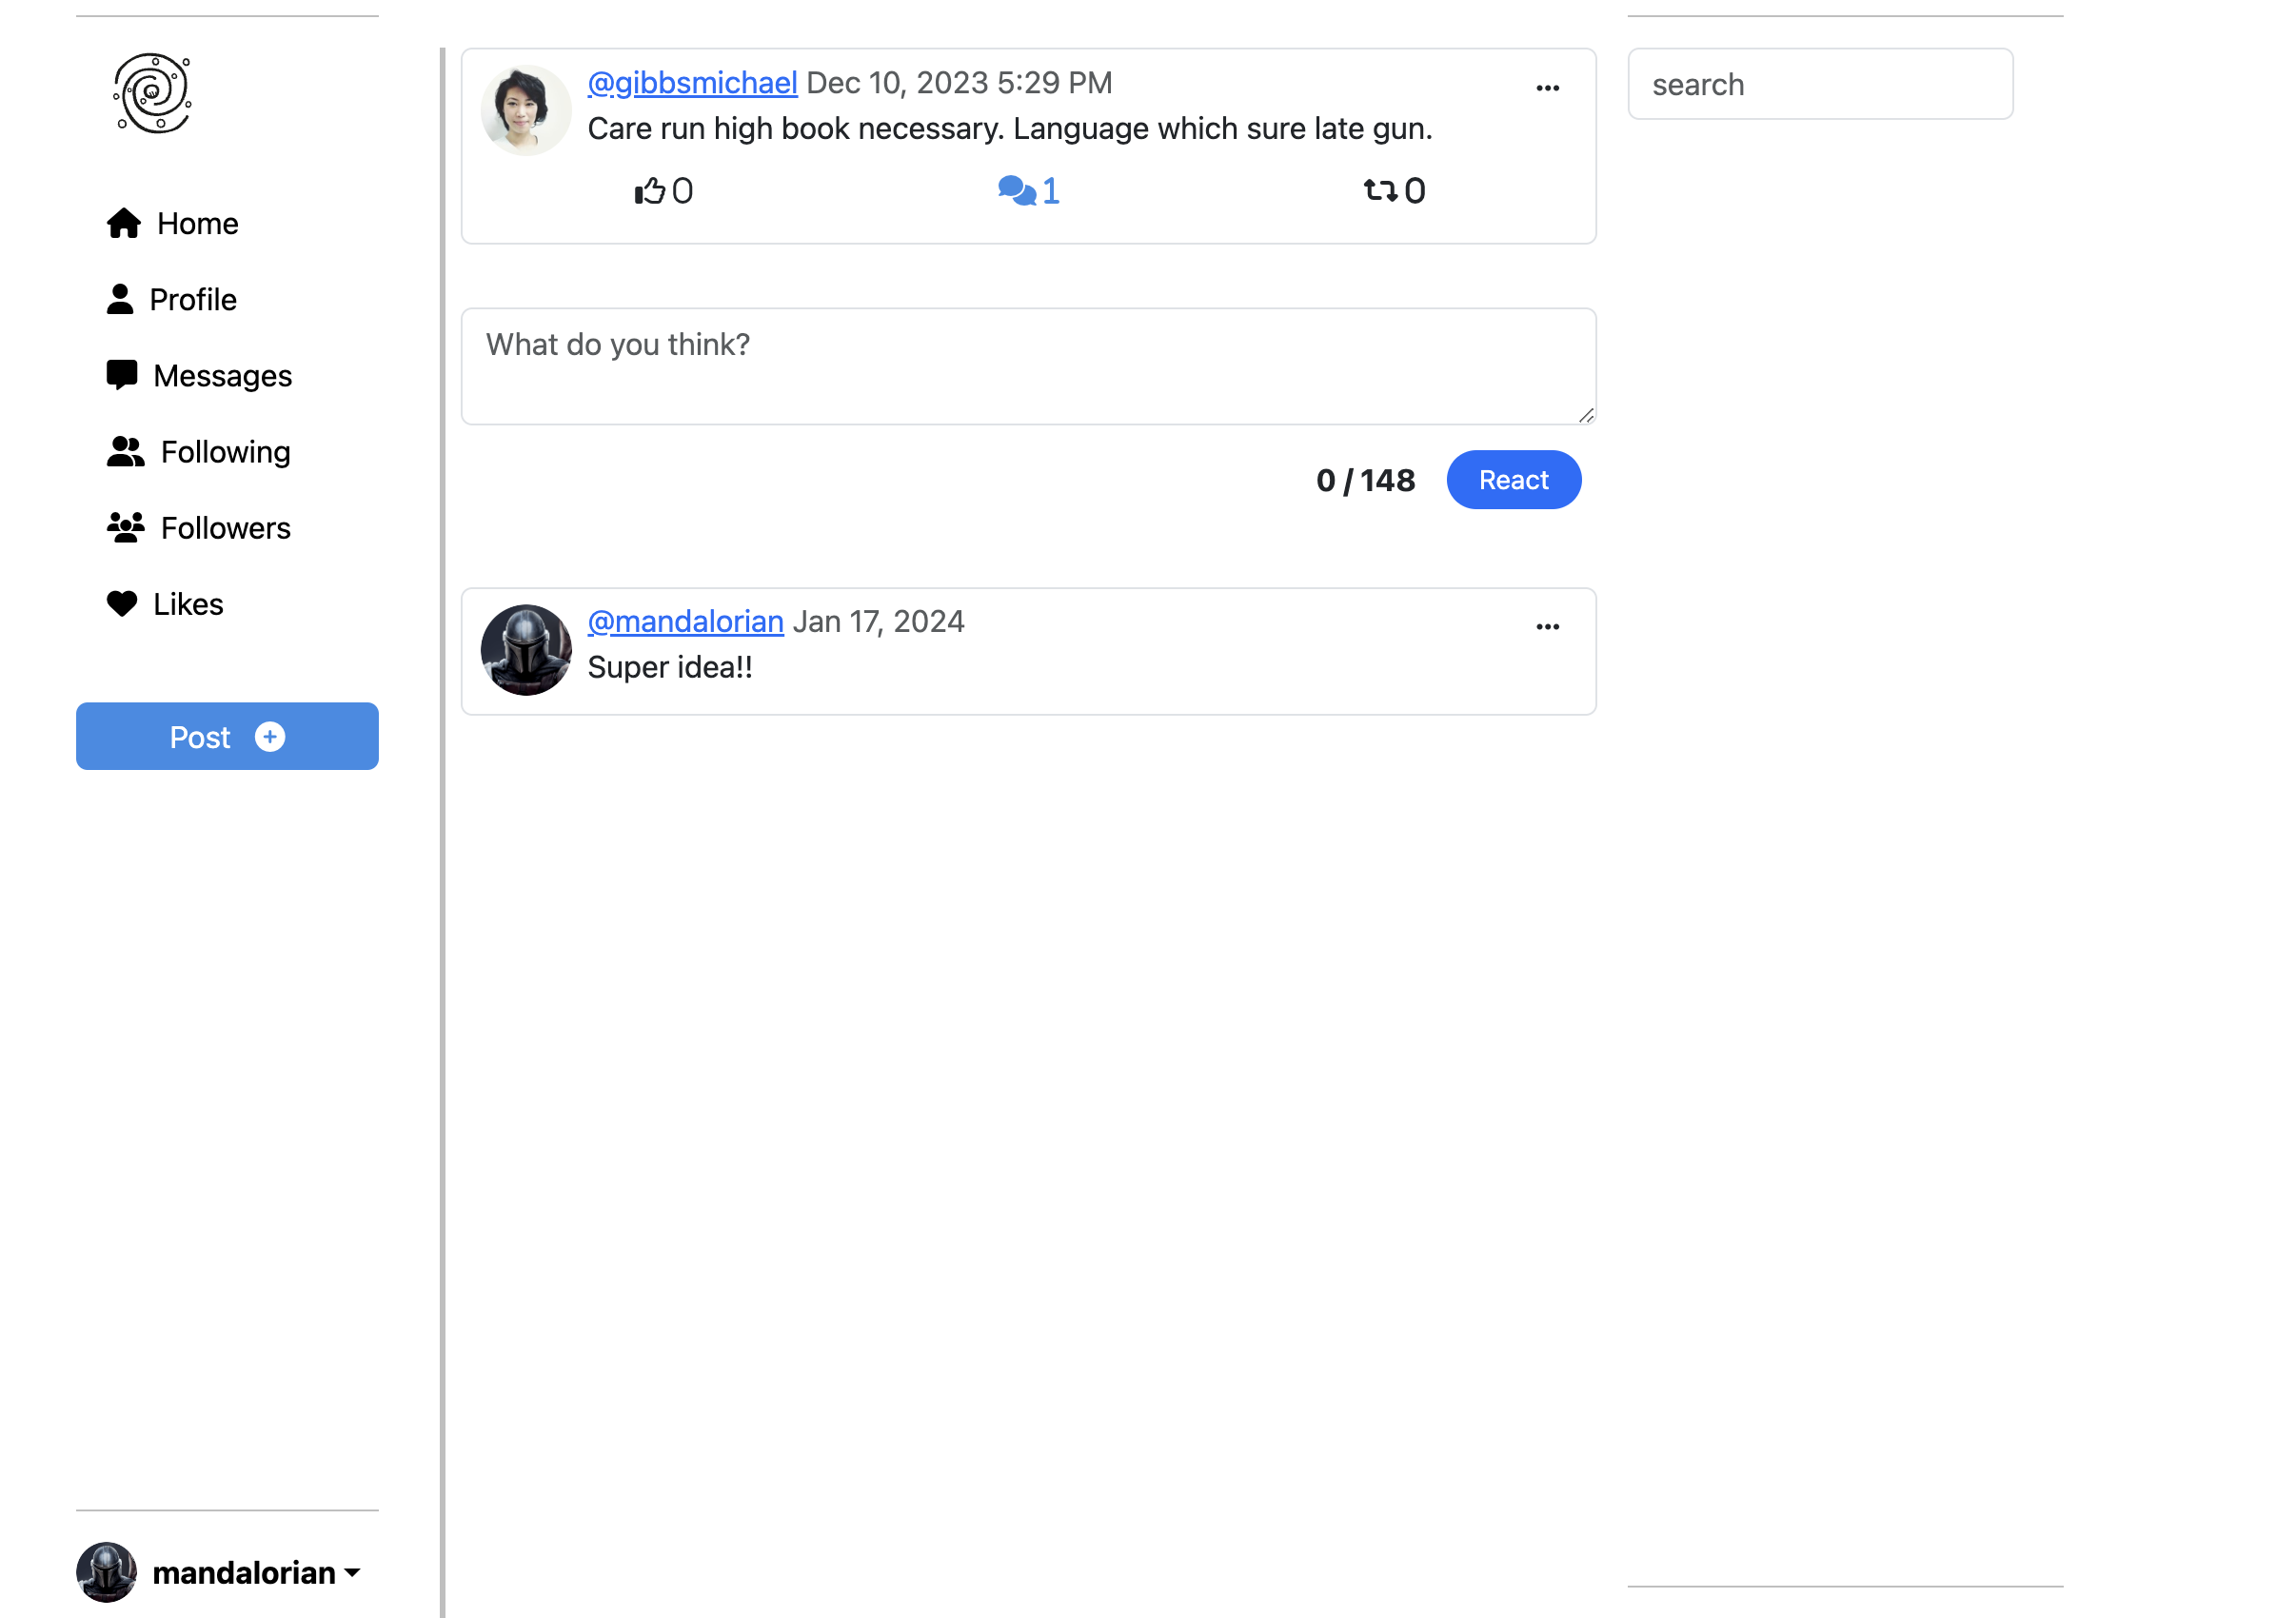 Home
Profile
Messages
Following
Followers
Likes
Post
mandalorian
@gibbsmichael Dec 10, 2023 5:29 PM
Care run high book necessary. Language which sure late gun.
0
1
0
What do you think?
0 / 148
React
@mandalorian Jan 17, 2024
Super idea!!
search